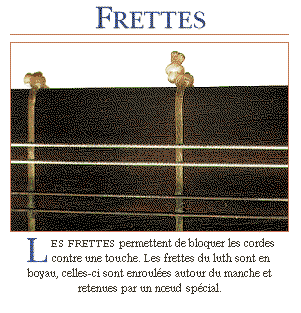 FRETTES
LES FRETTES permettent de bloquer les cordes
contre une touche. Les frettes du luth sont en
boyau, celles-ci sont enroulées autour du manche et
retenues par un nœud spécial.